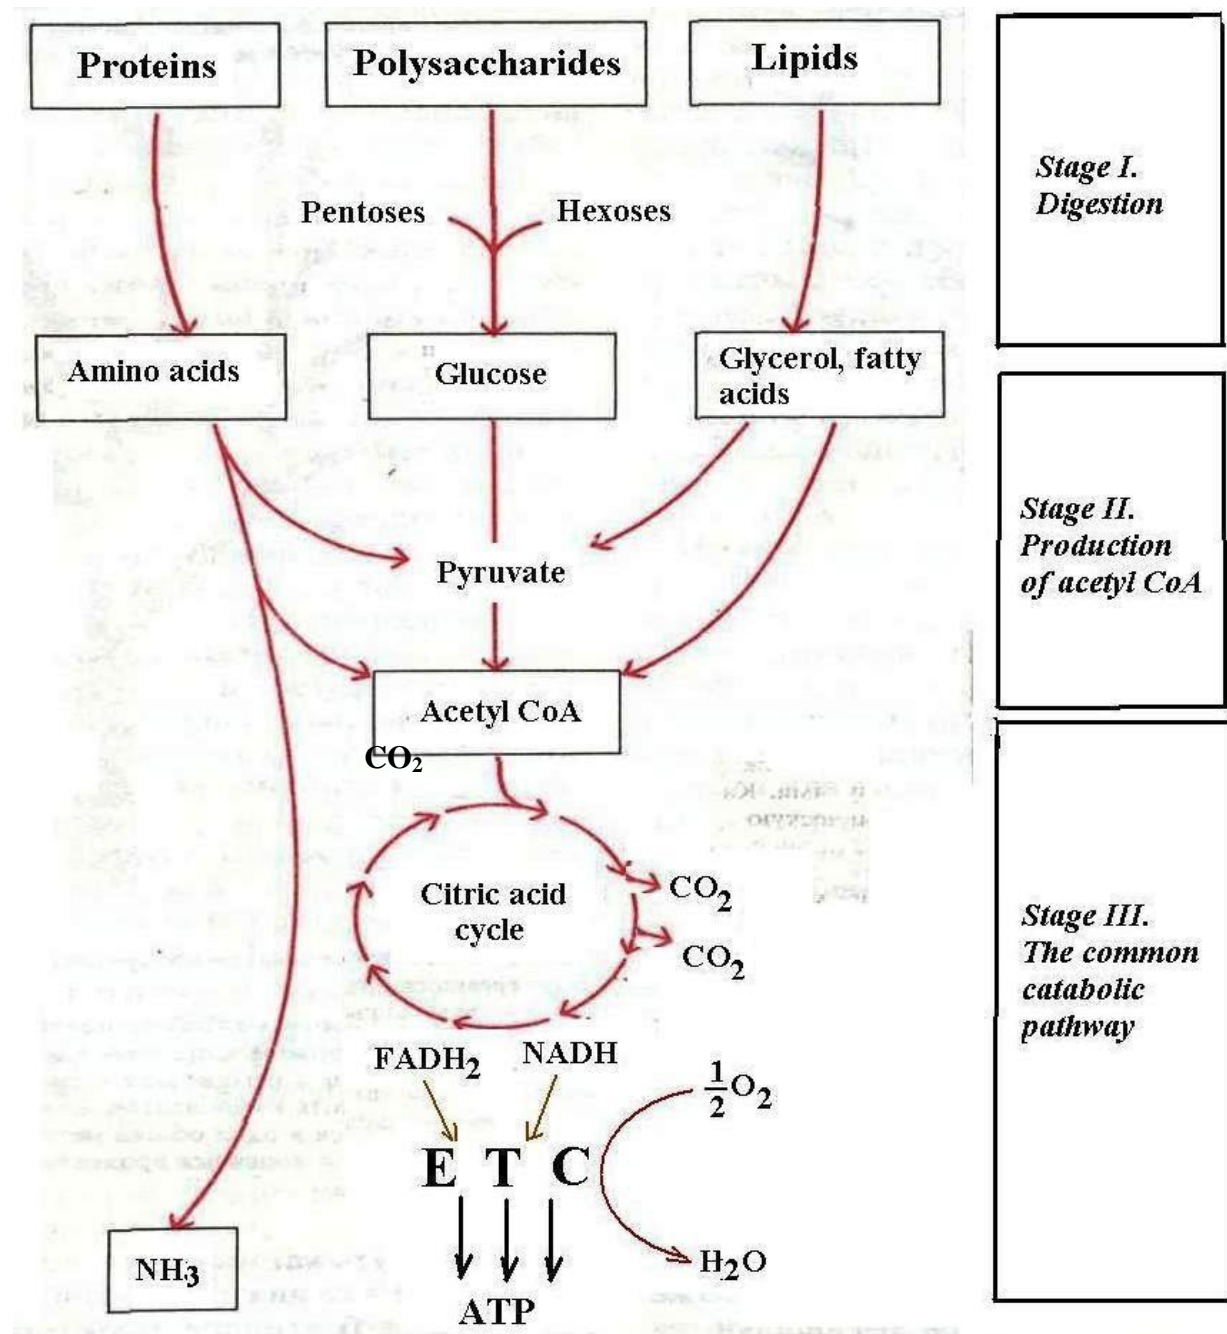 Proteins
Polysaccharides
Lipids
Stage I.
Digestion
Pentoses
Hexoses
Amino acids
Glucose
Glycerol, fatty
acids
Stage II.
Production
of acetyl CoA
Pyruvate
Acetyl CoA
CO₂
Citric acid
cycle
CO₂
CO₂
Stage III.
The common
catabolic
pathway
FADH₂
NADH
½O₂
E T C
H₂O
NH₃
ATP